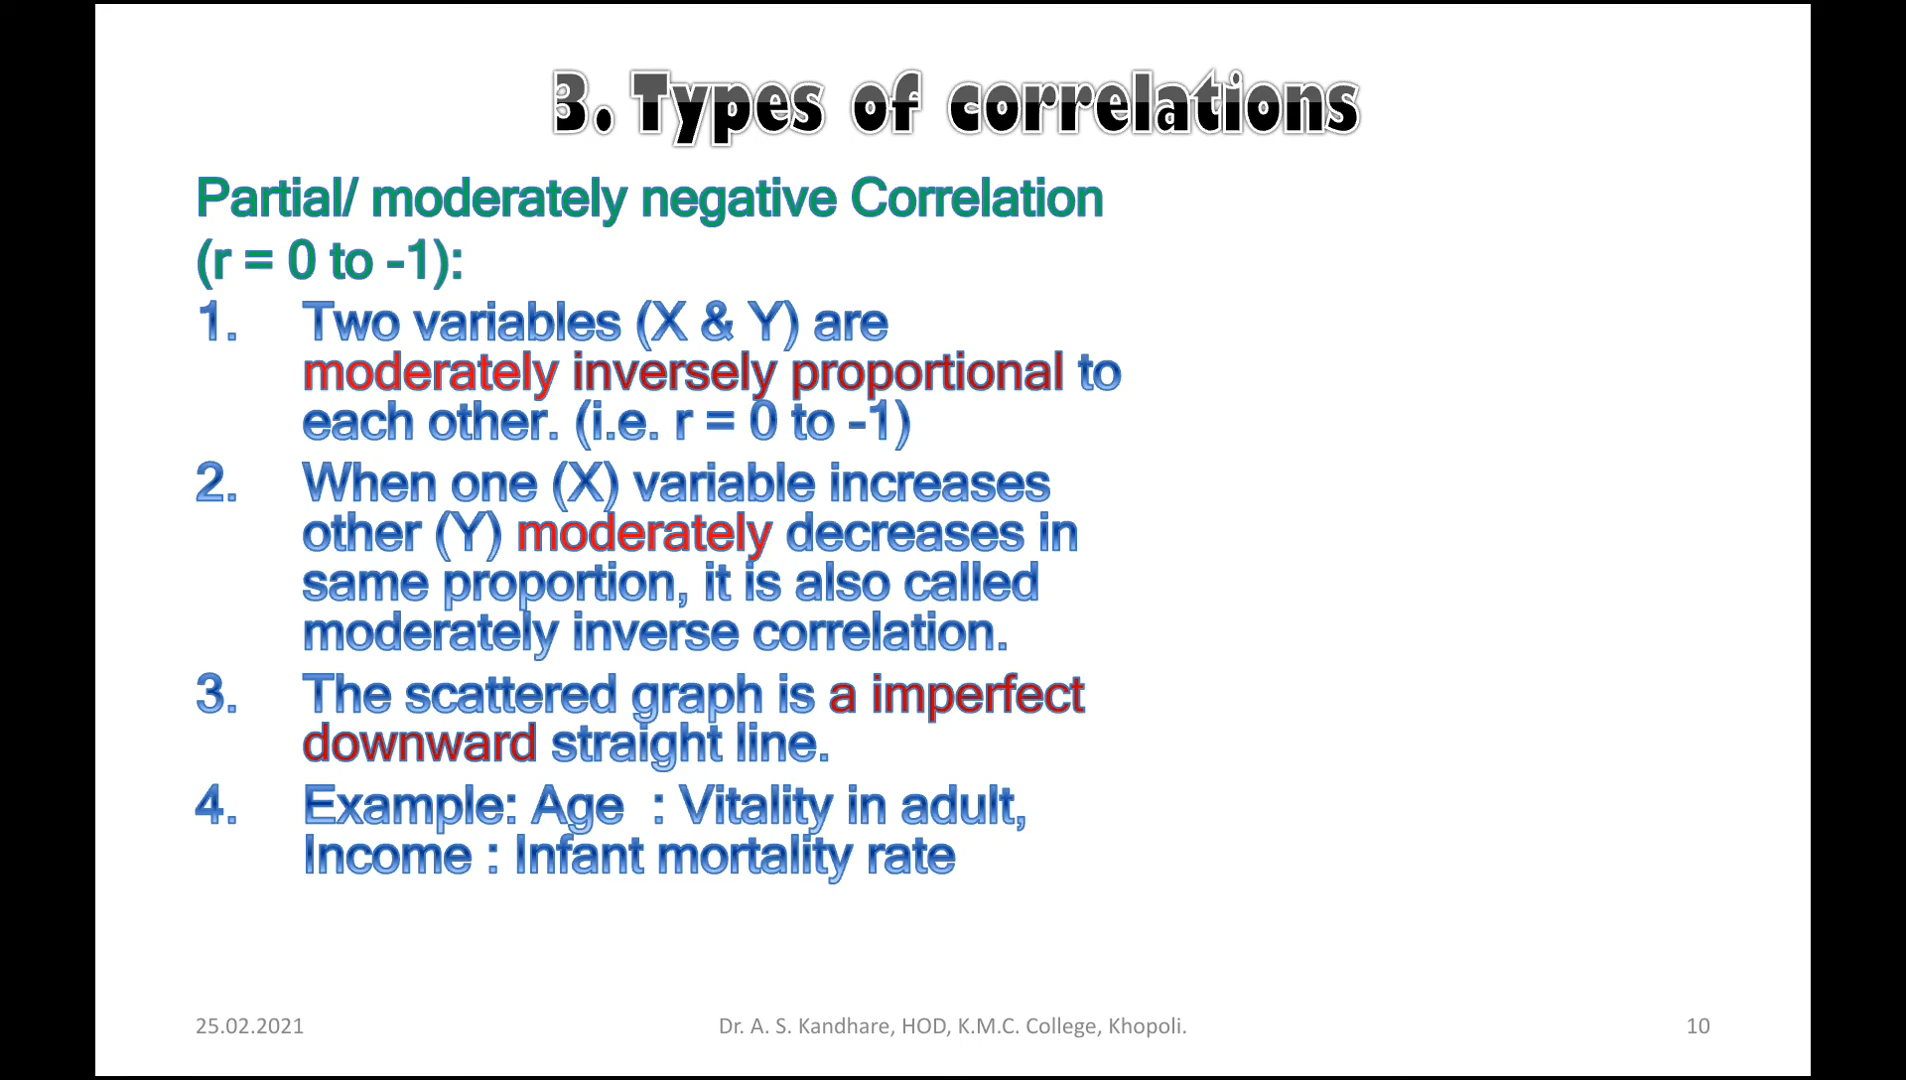 3. Types of correlations
Partial/ moderately negative Correlation
(r = 0 to -1):
1. Two variables (X & Y) are
moderately inversely proportional to
each other. (i.e. r = 0 to -1)
2. When one (X) variable increases
other (Y) moderately decreases in
same proportion, it is also called
moderately inverse correlation.
3. The scattered graph is a imperfect
downward straight line.
4. Example: Age : Vitality in adult,
Income : Infant mortality rate
25.02.2021 Dr. A. S. Kandhare, HOD, K.M.C. College, Khopoli. 10